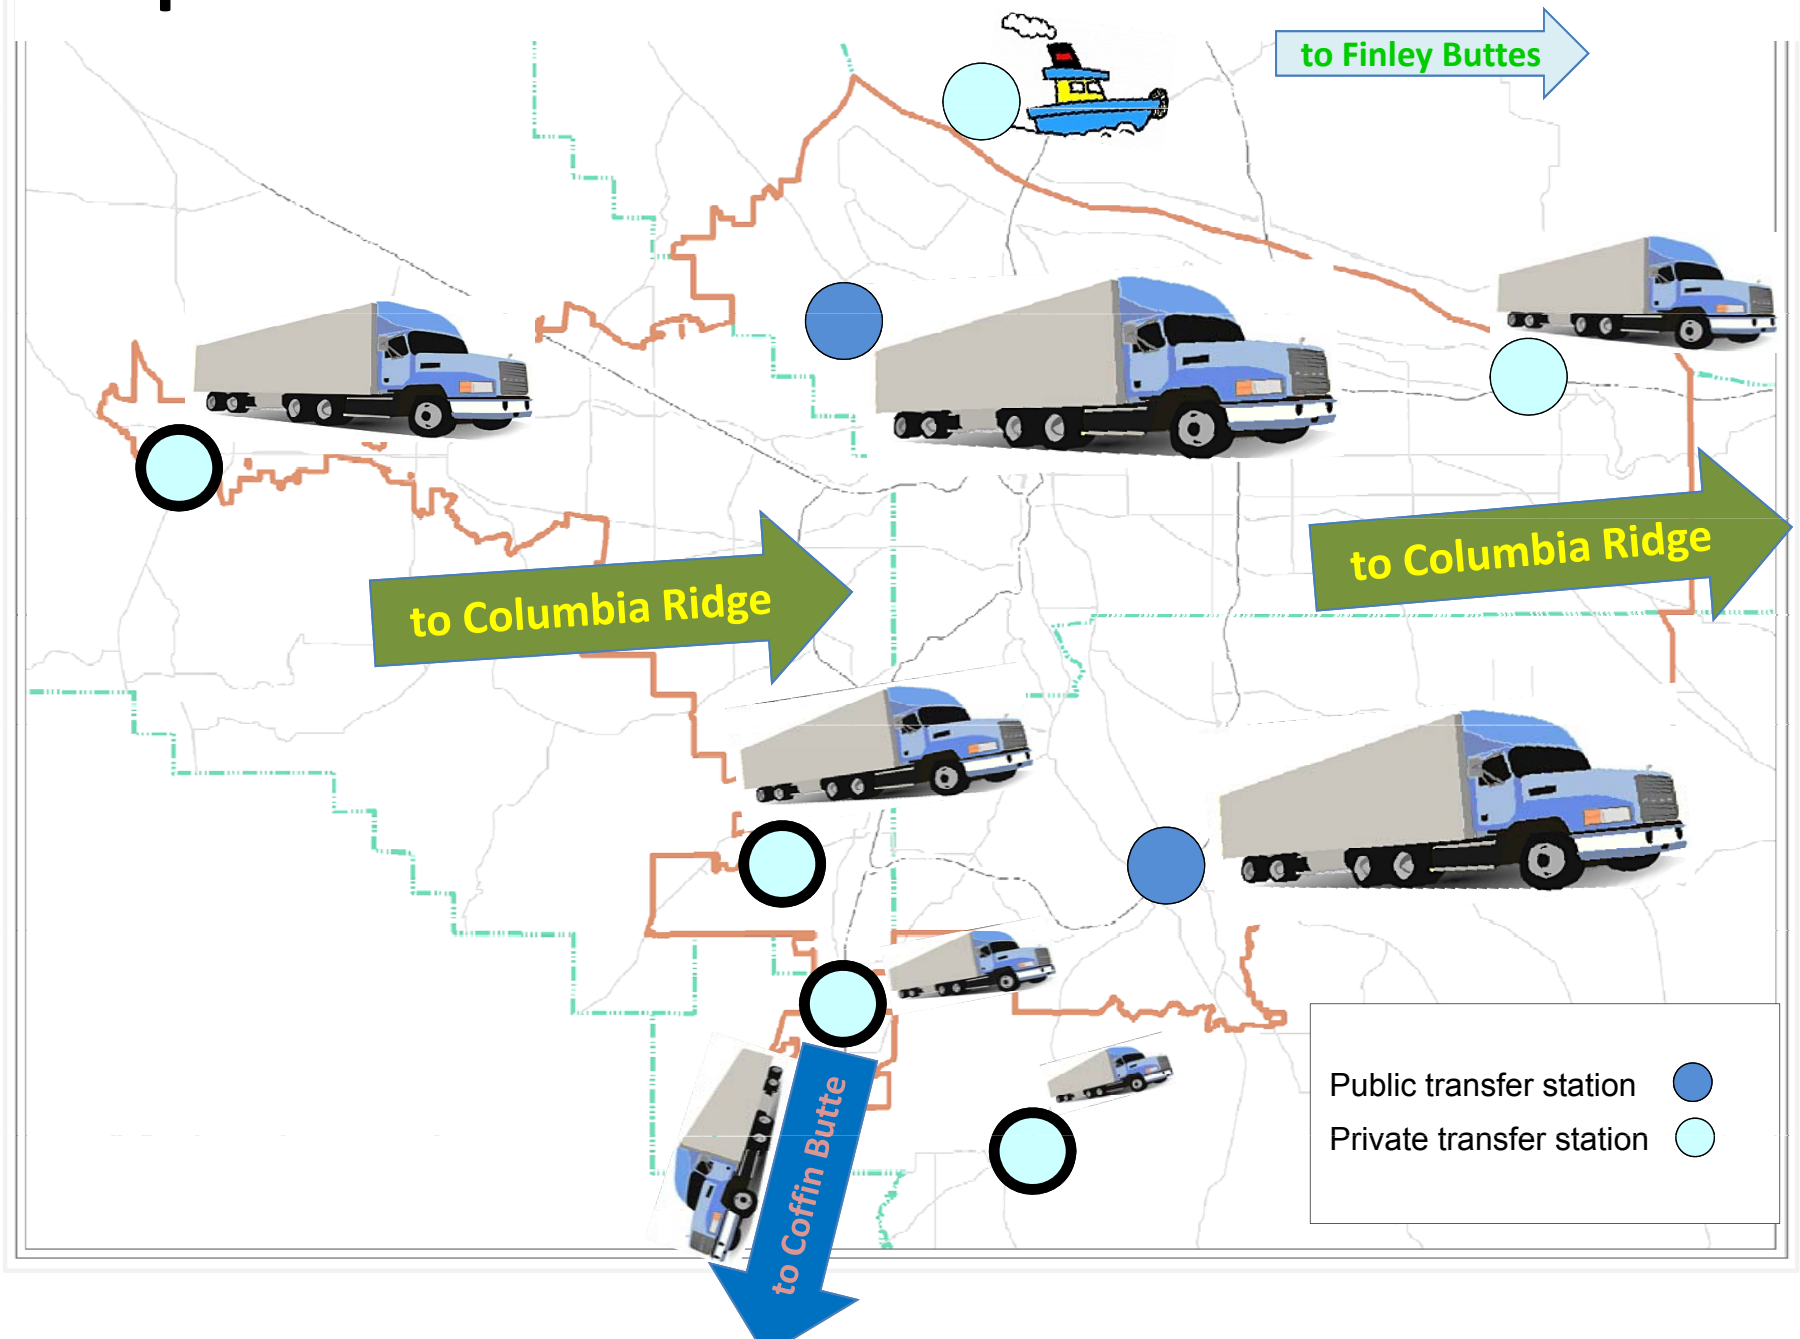 to Finley Buttes
to Columbia Ridge
to Columbia Ridge
to Coffin Butte
Public transfer station
Private transfer station